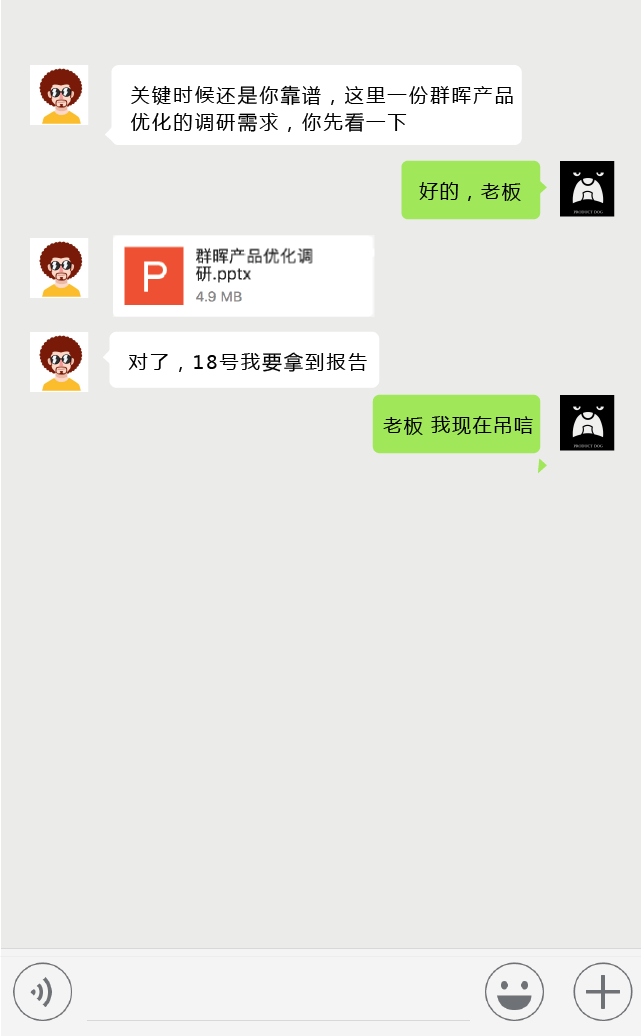 关键时候还是你靠谱，这里一份群晖产品
优化的调研需求，你先看一下
好的，老板
PRODUCT DOG
P
群晖产品优化调
研.pptx
4.9 MB
对了，18号我要拿到报告
老板 我现在吊唁
PRODUCT DOG